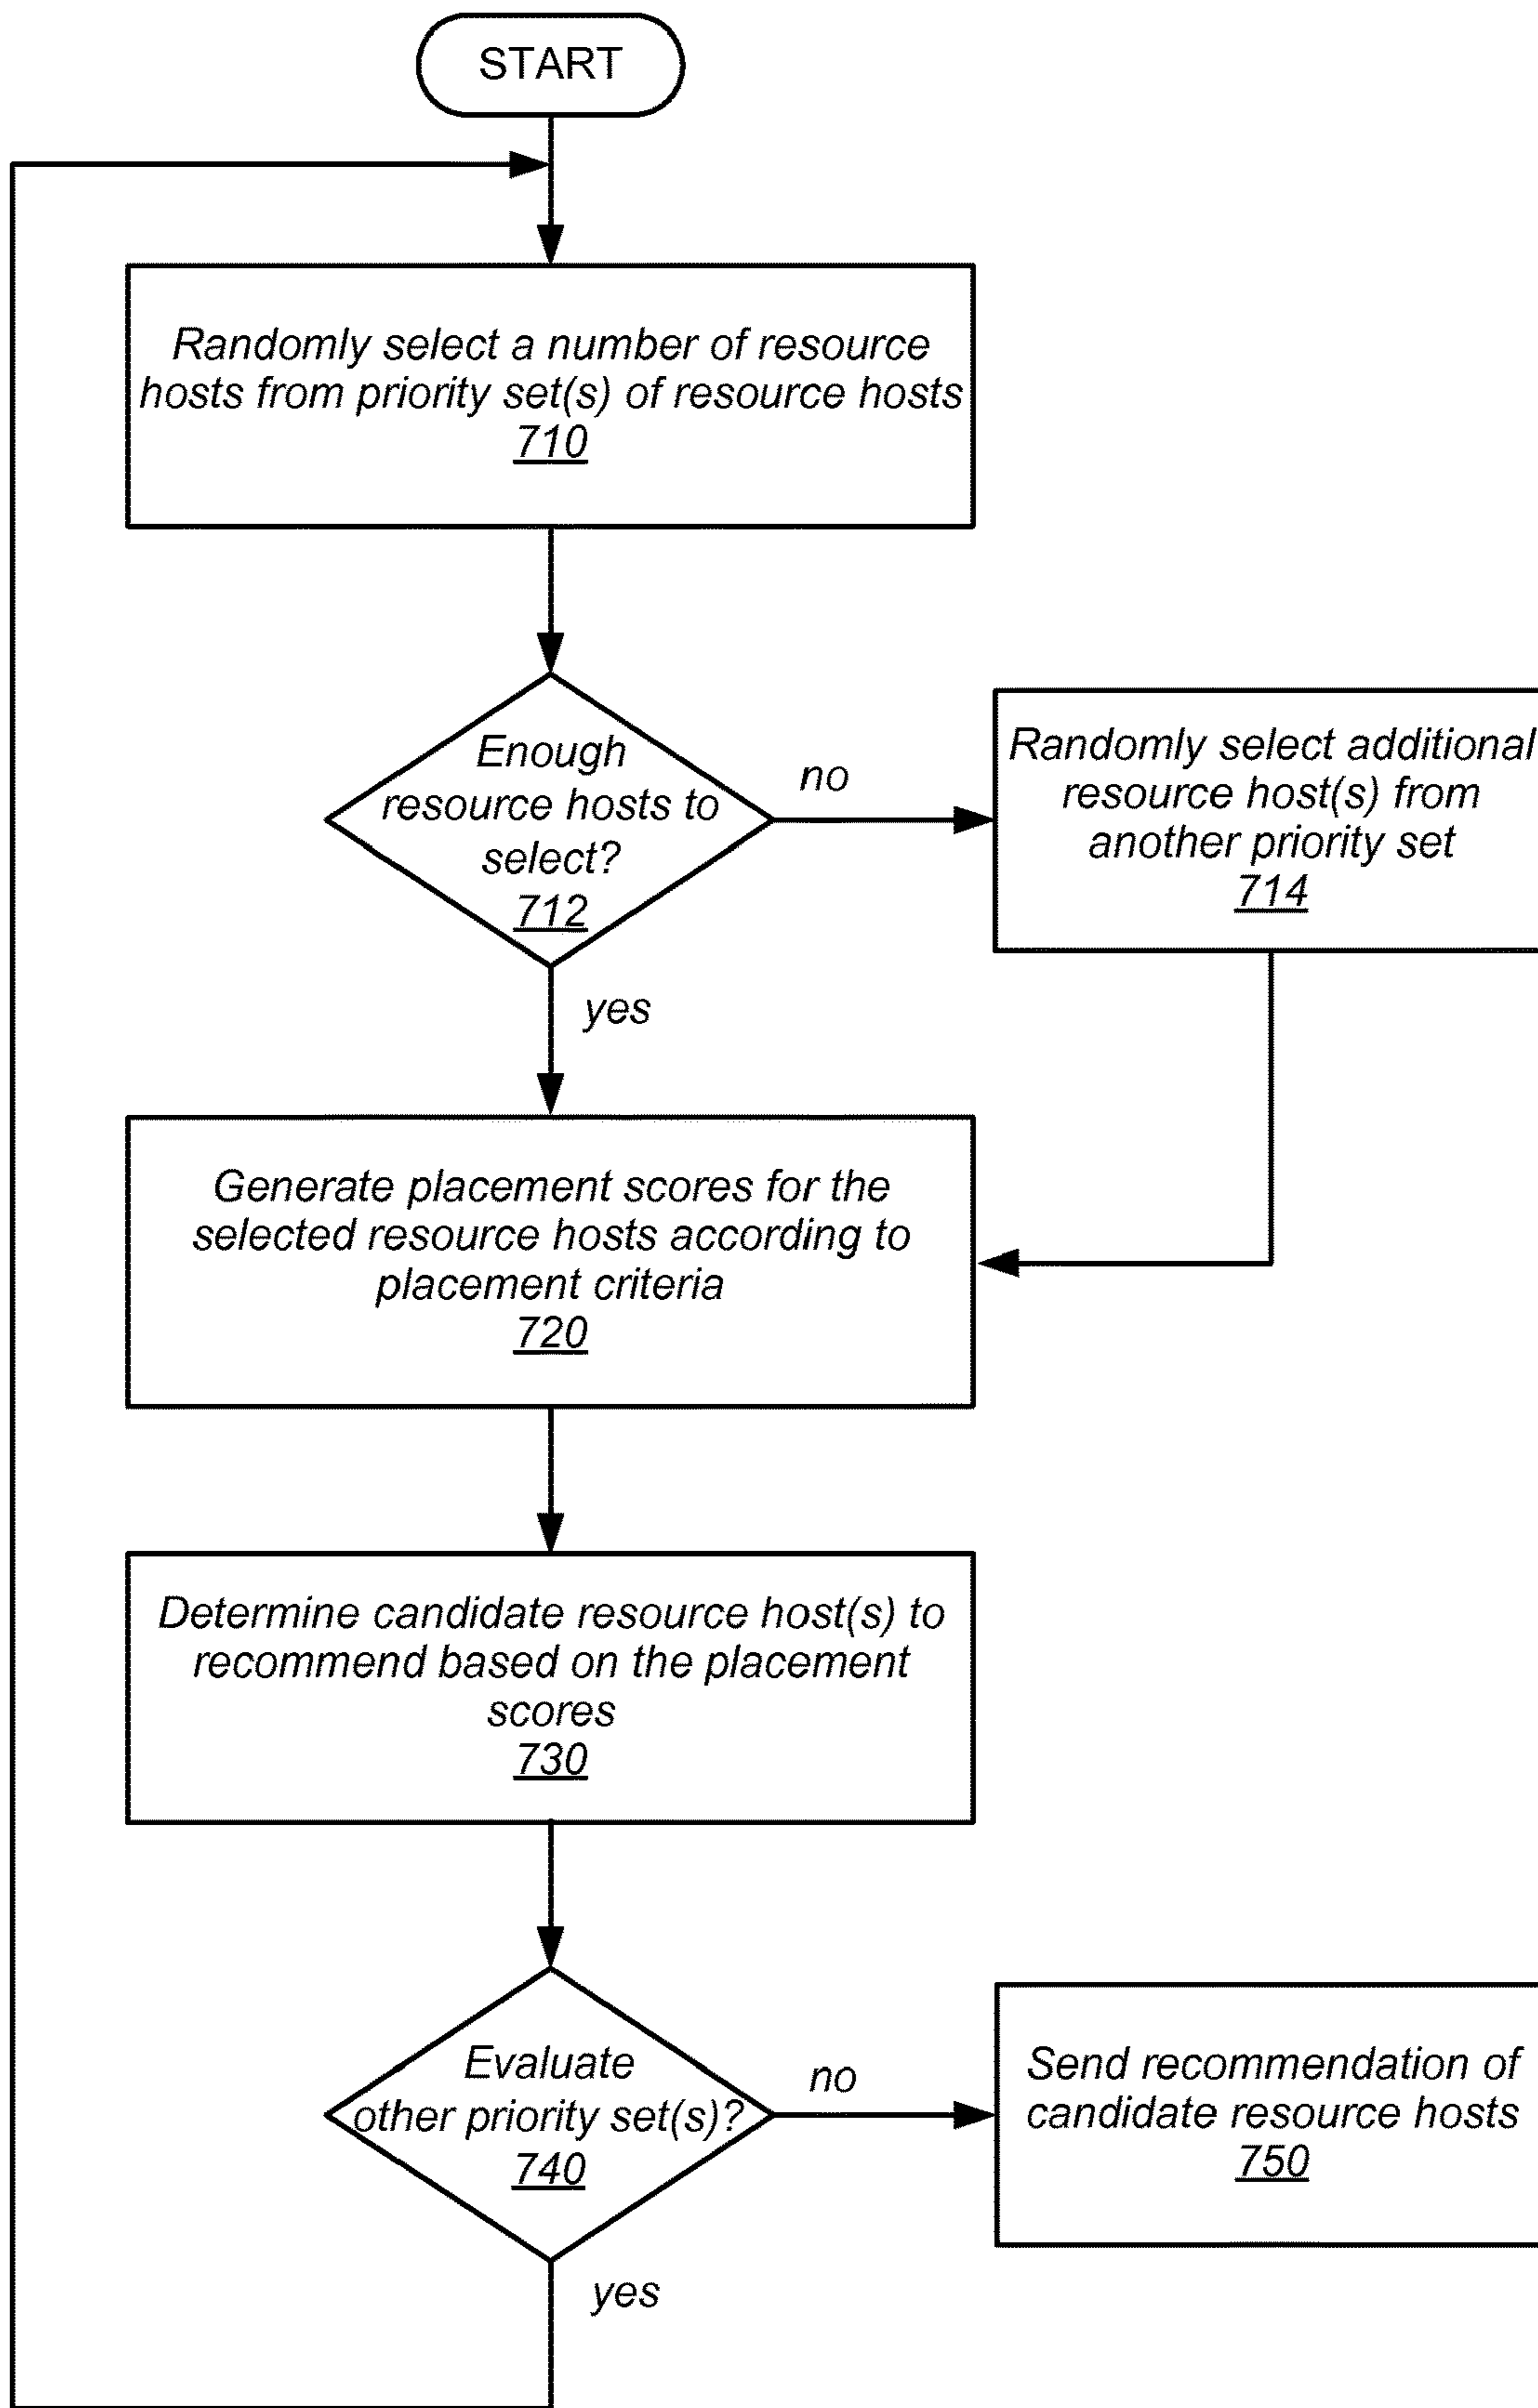 START
Randomly select a number of resource
hosts from priority set(s) of resource hosts
710
Enough
resource hosts to
select?
712
no
Randomly select additional
resource host(s) from
another priority set
714
yes
Generate placement scores for the
selected resource hosts according to
placement criteria
720
Determine candidate resource host(s) to
recommend based on the placement
scores
730
Evaluate
other priority set(s)?
740
no
Send recommendation of
candidate resource hosts
750
yes